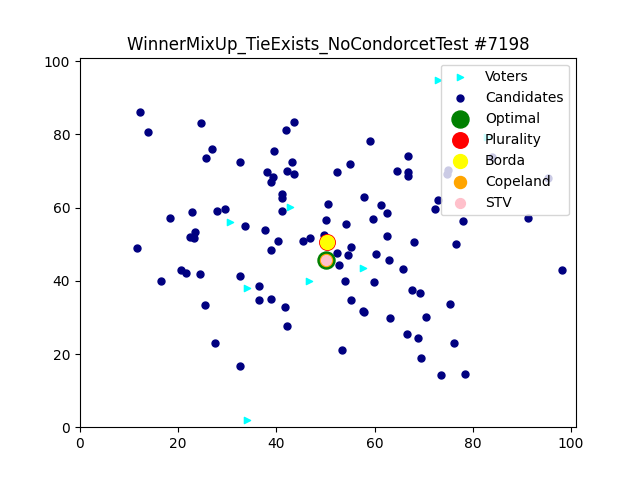 WinnerMixUp_TieExists_NoCondorcetTest #7198
100
80
60
40
20
0
0 20 40 60 80 100
Voters
Candidates
Optimal
Plurality
Borda
Copeland
STV